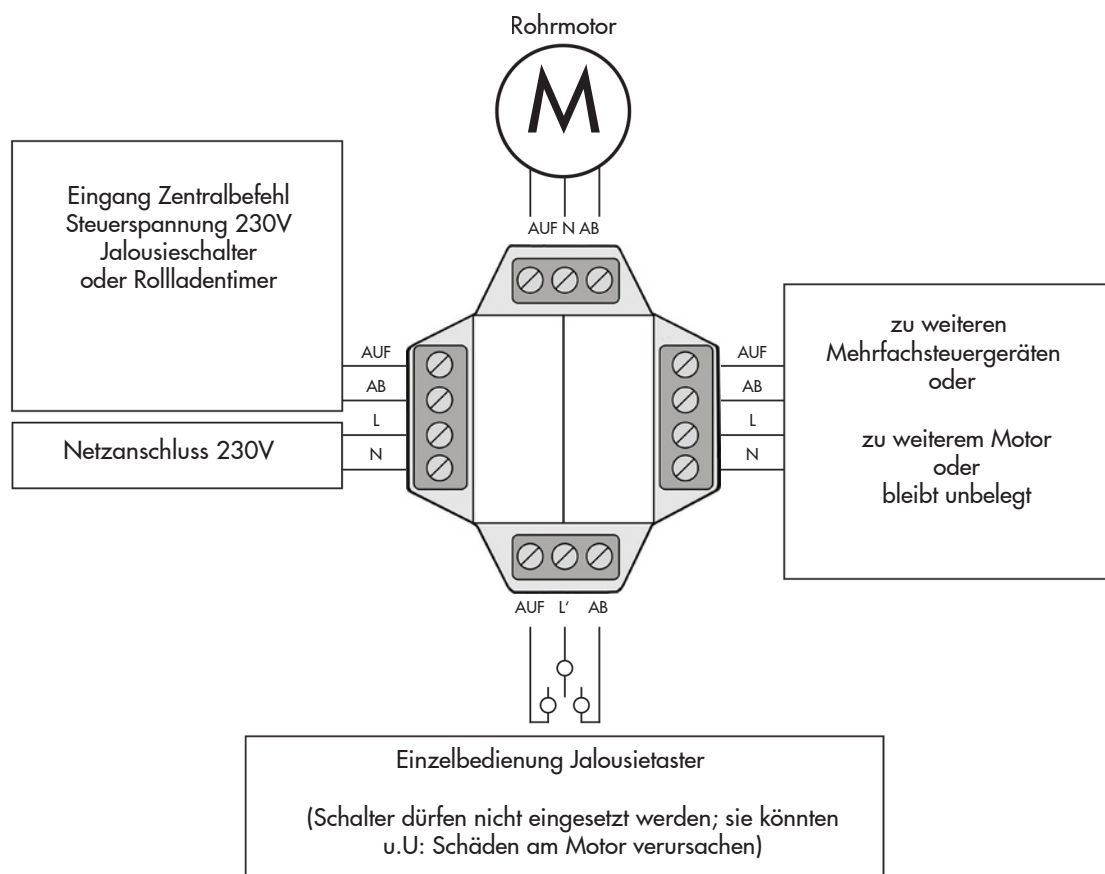 Rohrmotor
M
AUF N AB
Eingang Zentralbefehl
Steuerspannung 230V
Jalousieschalter
oder Rollladentimer
AUF
AB
L
N
Netzanschluss 230V
AUF
AB
L
N
zu weiteren
Mehrfachsteuergeräten
oder
zu weiterem Motor
oder
bleibt unbelegt
AUF L' AB
Einzelbedienung Jalousietaster
(Schalter dürfen nicht eingesetzt werden; sie könnten
u.U: Schäden am Motor verursachen)